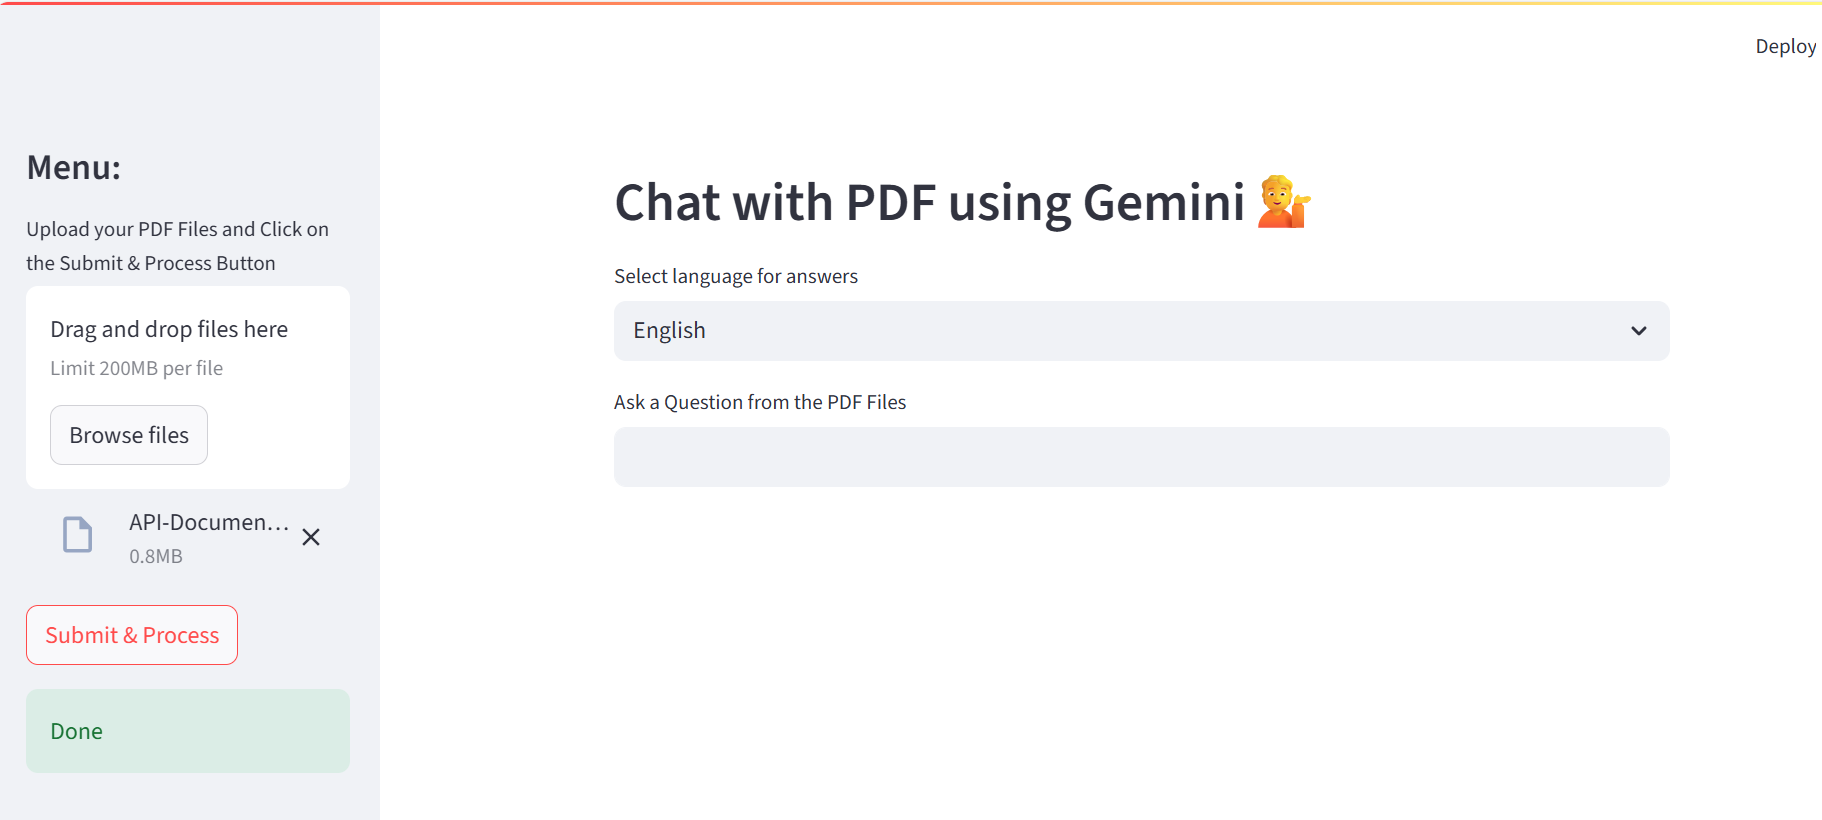 Deploy
Menu:
Upload your PDF Files and Click on
the Submit & Process Button
Drag and drop files here
Limit 200MB per file
Browse files
API-Documen...
0.8MB
Submit & Process
Done
Chat with PDF using Gemini 💁
Select language for answers
English
Ask a Question from the PDF Files